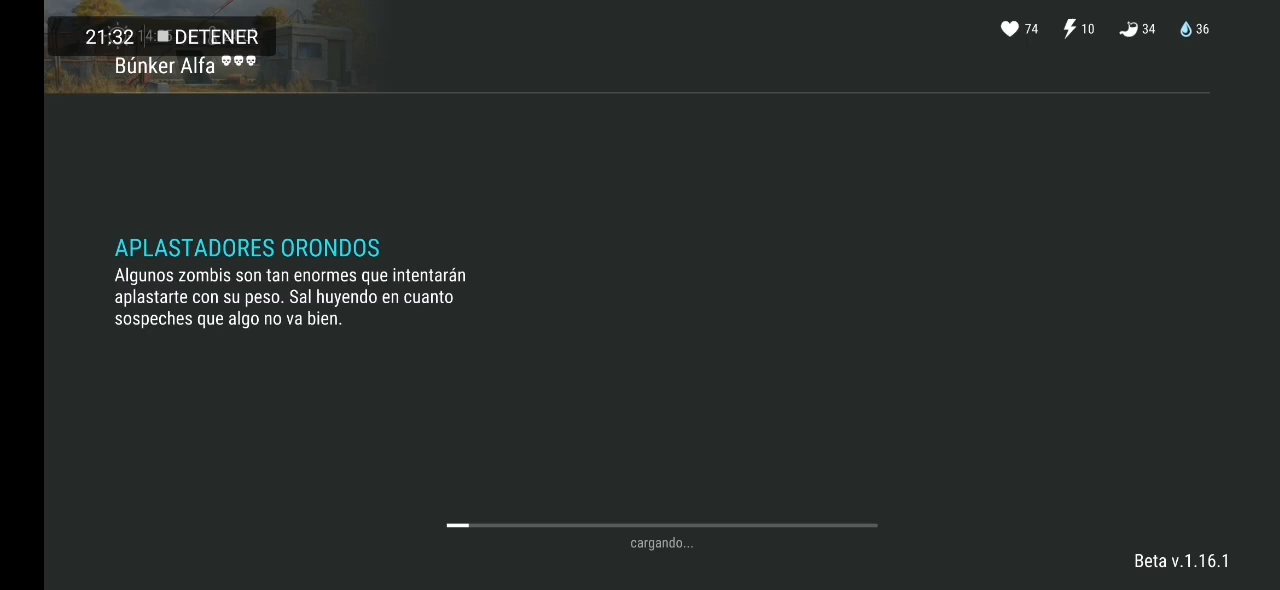 21:32 DETENER
74 10 34 36
Búnker Alfa
APLASTADORES ORONDOS
Algunos zombis son tan enormes que intentarán
aplastarte con su peso. Sal huyendo en cuanto
sospeches que algo no va bien.
cargando...
Beta v.1.16.1